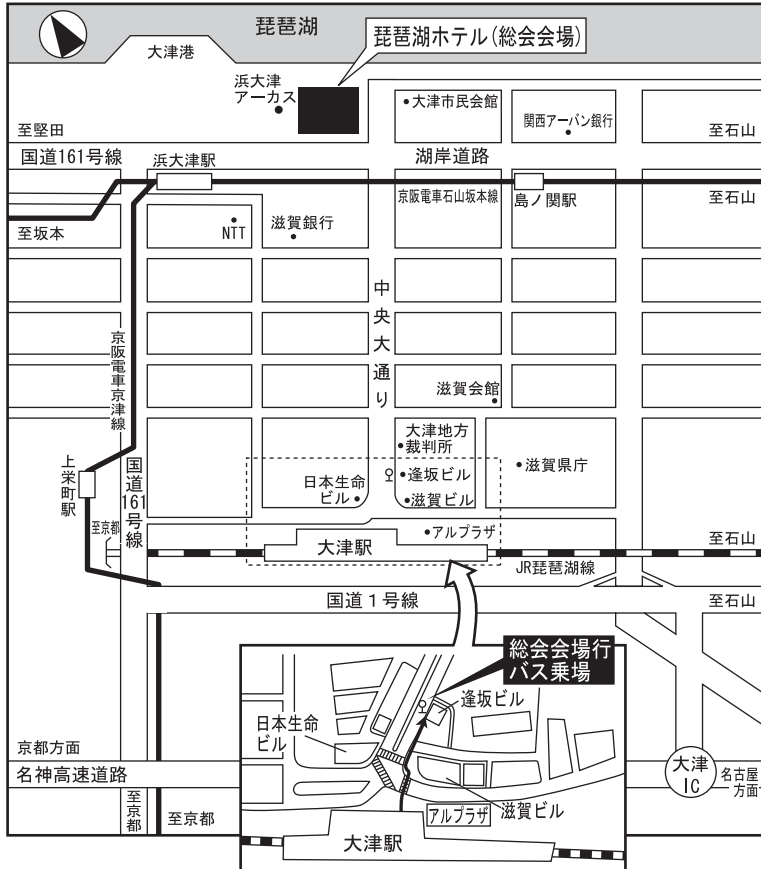 琵琶湖
大津港
琵琶湖ホテル(総会会場)
浜大津
アーカス
大津市民会館
関西アーバン銀行
至堅田
至石山
国道161号線
湖岸道路
浜大津駅
京阪電車石山坂本線
島ノ関駅
至石山
至坂本
NTT
滋賀銀行
中央大通り
京阪電車京津線
滋賀会館
大津地方
裁判所
上栄町駅
国道161号線
日本生命
ビル
逢坂ビル
滋賀ビル
滋賀県庁
至京都
アルプラザ
大津駅
至石山
JR琵琶湖線
国道1号線
至石山
総会会場行
バス乗場
逢坂ビル
日本生命
ビル
京都方面
名神高速道路
大津
IC
名古屋
方面
至京都
至京都
アルプラザ
滋賀ビル
大津駅